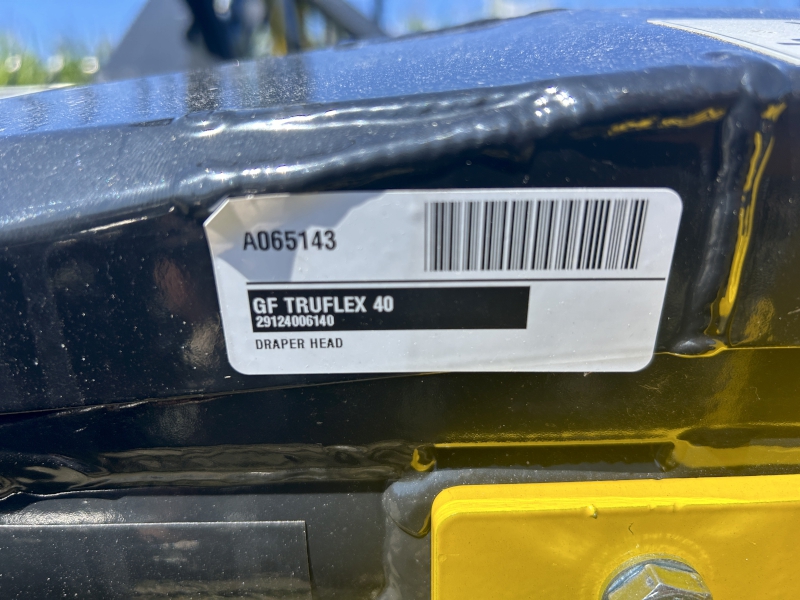 A065143
GF TRUFLEX 40
29124006140
DRAPER HEAD